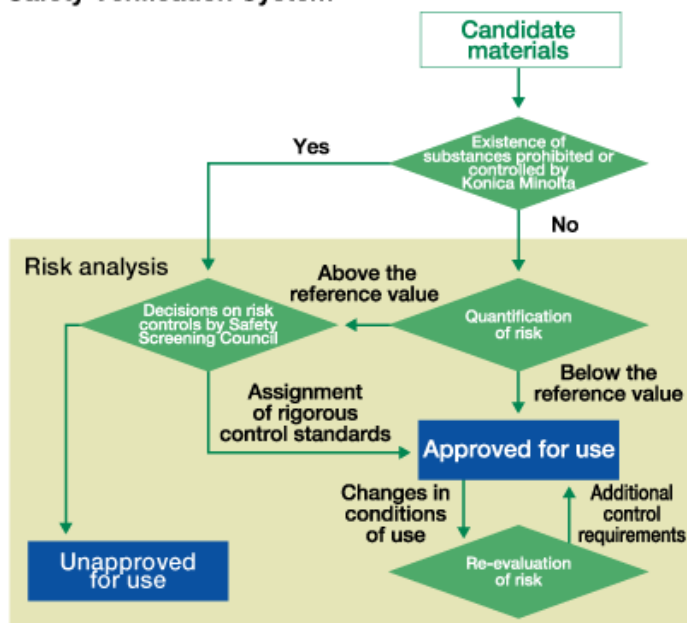 Safety Verification System
Candidate
materials
Existence of
substances prohibited or
controlled by
Konica Minolta
Yes
No
Risk analysis
Above the
reference value
Decisions on risk
controls by Safety
Screening Council
Quantification
of risk
Below the
reference value
Assignment
of rigorous
control standards
Approved for use
Changes in
conditions
of use
Additional
control
requirements
Unapproved
for use
Re-evaluation
of risk